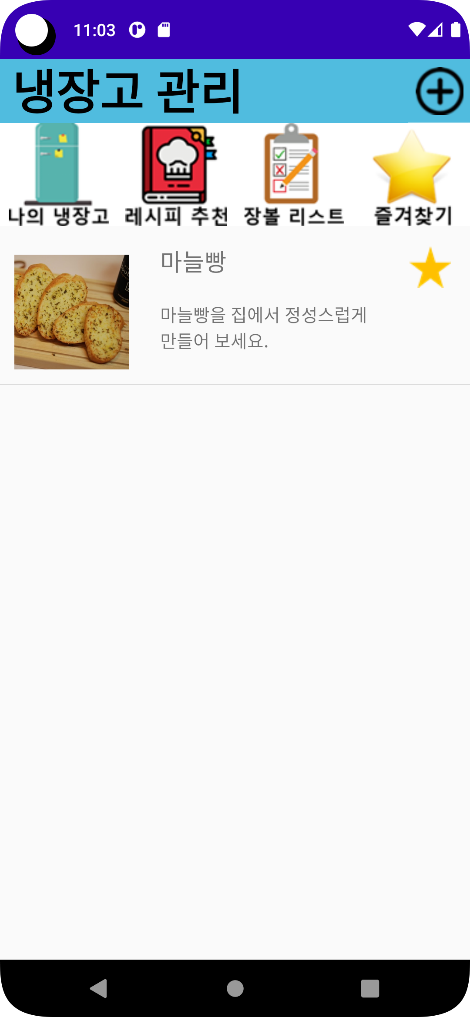 11:03
냉장고 관리
나의 냉장고
레시피 추천
장볼 리스트
즐겨찾기
마늘빵
마늘빵을 집에서 정성스럽게
만들어 보세요.